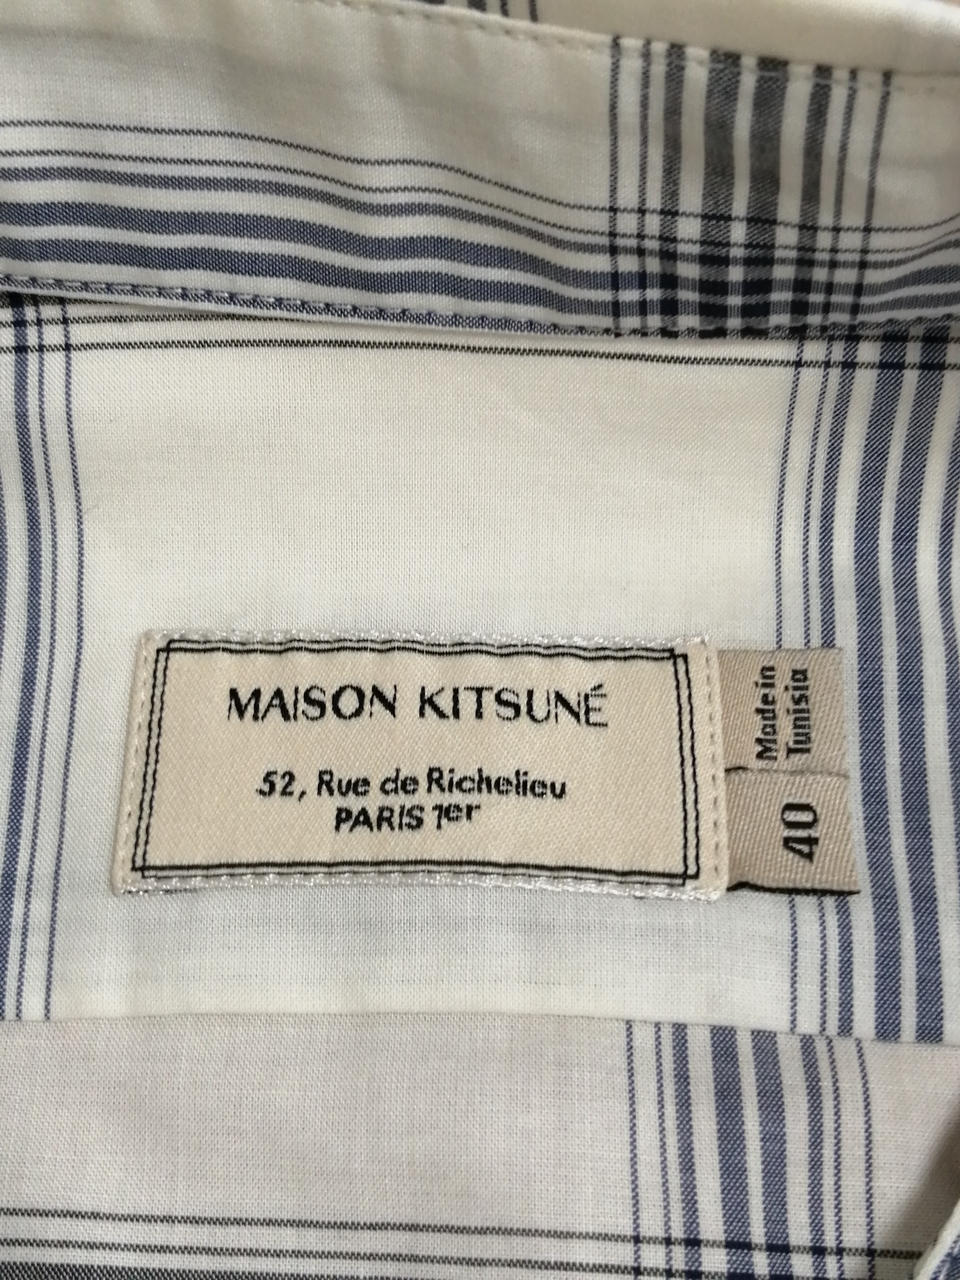 MAISON KITSUNÉ
52, Rue de Richelieu
PARIS 1er
Made in
Tunisia
40